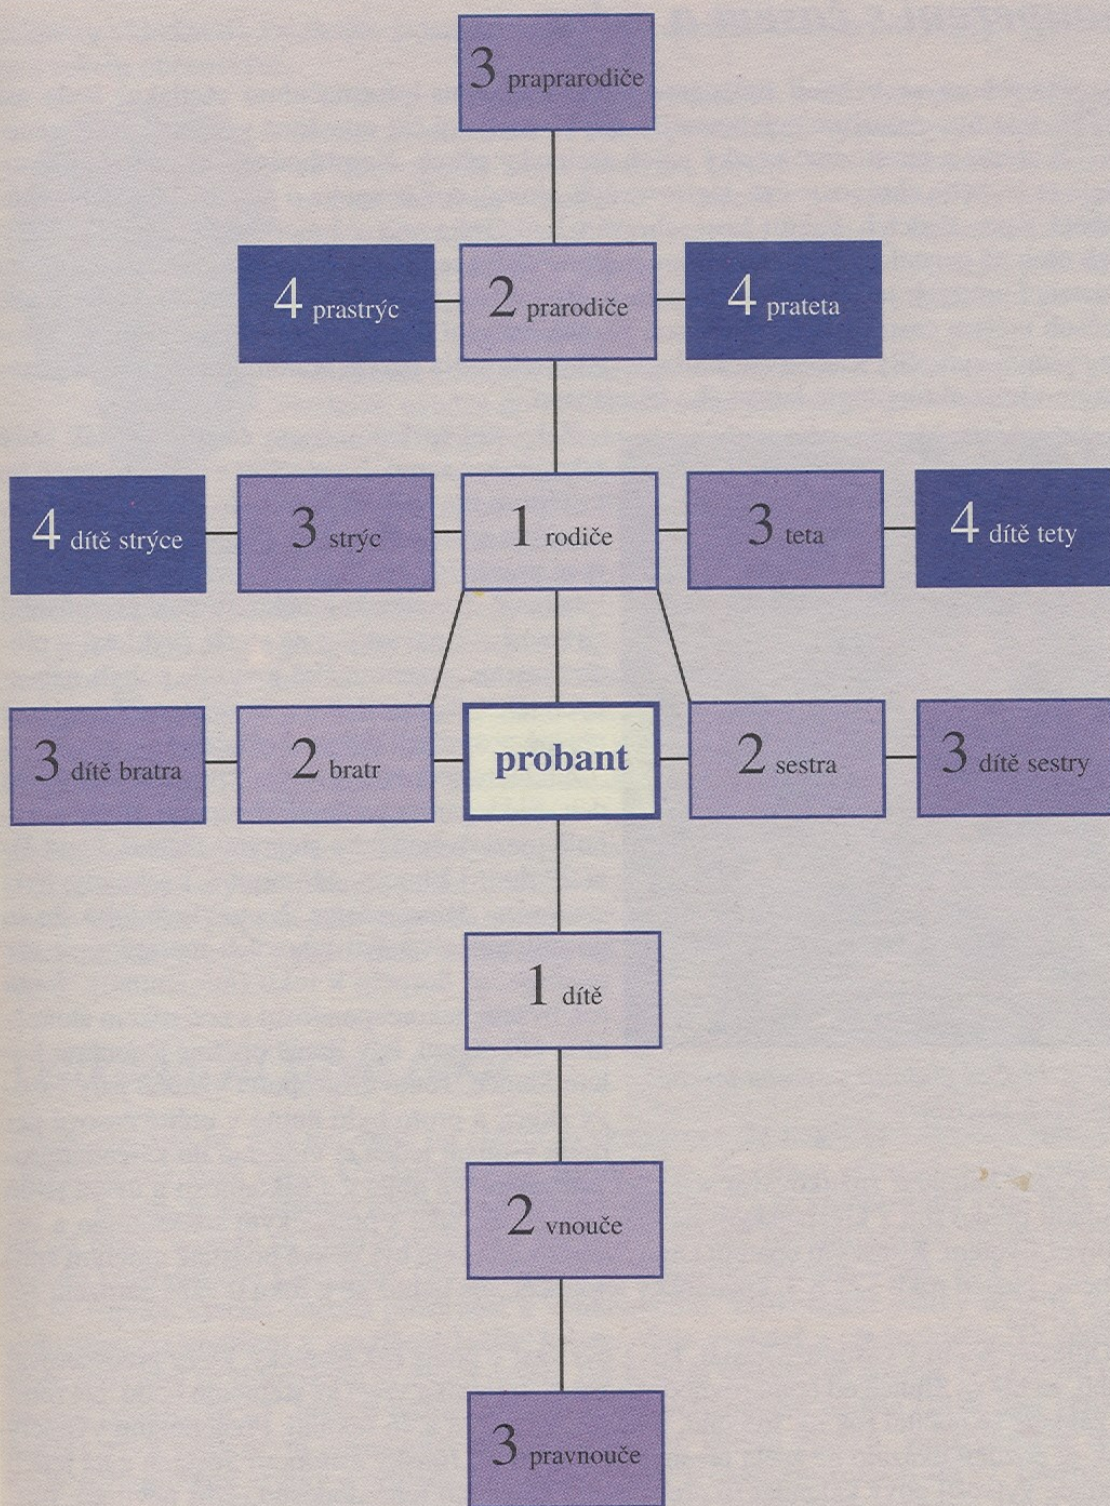 3 praprarodiče
4 prastrýc
2 prarodiče
4 prateta
4 dítě strýce
3 strýc
1 rodiče
3 teta
4 dítě tety
3 dítě bratra
2 bratr
probant
2 sestra
3 dítě sestry
1 dítě
2 vnouče
3 pravnouče